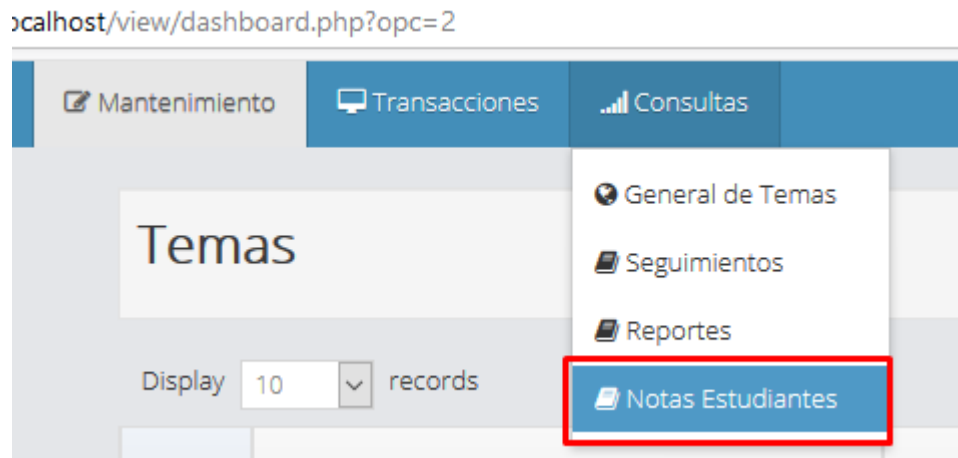 ocalhost/view/dashboard.php?opc=2
Mantenimiento
Transacciones
Consultas
General de Temas
Temas
Seguimientos
Reportes
Display 10 records
Notas Estudiantes